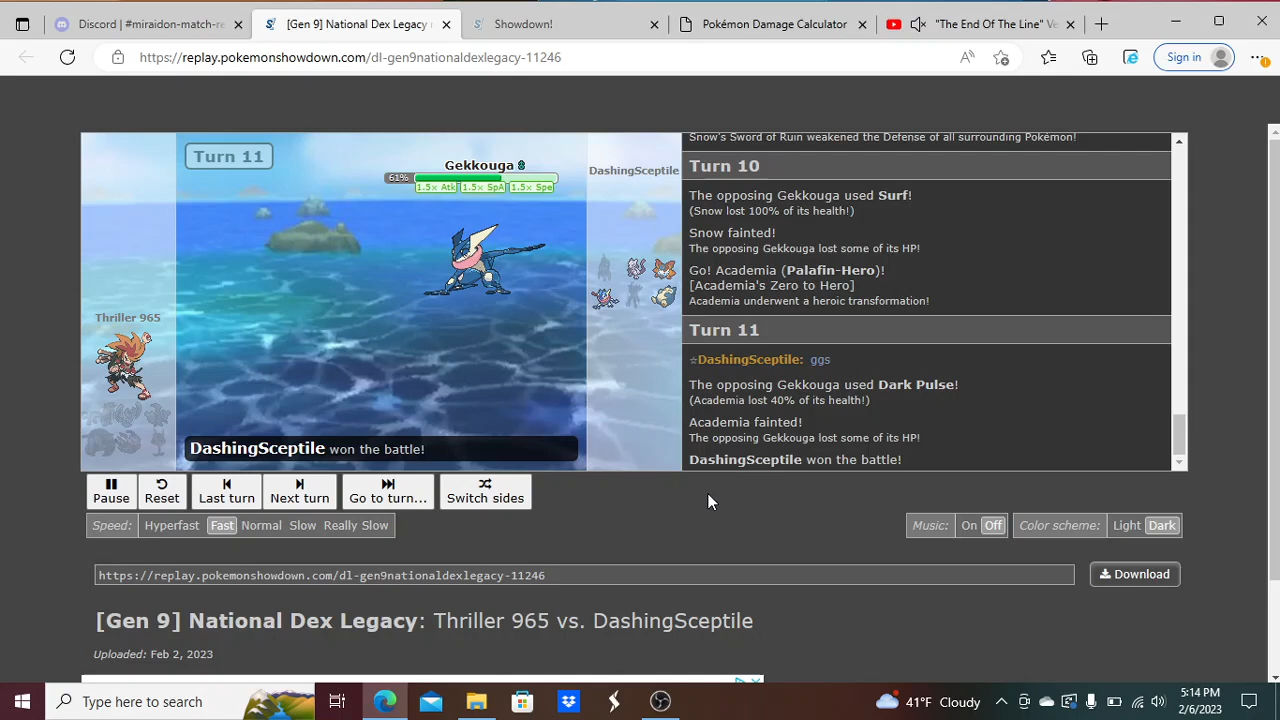 Discord | #miraidon-match-re
[Gen 9] National Dex Legacy
Showdown!
Pokémon Damage Calculator
"The End Of The Line" Ve
https://replay.pokemonshowdown.com/dl-gen9nationaldexlegacy-11246
Sign in
Turn 11
Gekkouga
61%
1.5× Atk 1.5× SpA 1.5× Spe
DashingSceptile
Thriller 965
DashingSceptile won the battle!
Snow's Sword of Ruin weakened the Defense of all surrounding Pokémon!
Turn 10
The opposing Gekkouga used Surf!
(Snow lost 100% of its health!)
Snow fainted!
The opposing Gekkouga lost some of its HP!
Go! Academia (Palafin-Hero)!
[Academia's Zero to Hero]
Academia underwent a heroic transformation!
Turn 11
☆DashingSceptile: ggs
The opposing Gekkouga used Dark Pulse!
(Academia lost 40% of its health!)
Academia fainted!
The opposing Gekkouga lost some of its HP!
DashingSceptile won the battle!
Pause
Reset
Last turn
Next turn
Go to turn...
Switch sides
Speed: Hyperfast Fast Normal Slow Really Slow
Music: On Off
Color scheme: Light Dark
https://replay.pokemonshowdown.com/dl-gen9nationaldexlegacy-11246
Download
[Gen 9] National Dex Legacy: Thriller 965 vs. DashingSceptile
Uploaded: Feb 2, 2023
Type here to search
41°F Cloudy
5:14 PM
2/6/2023